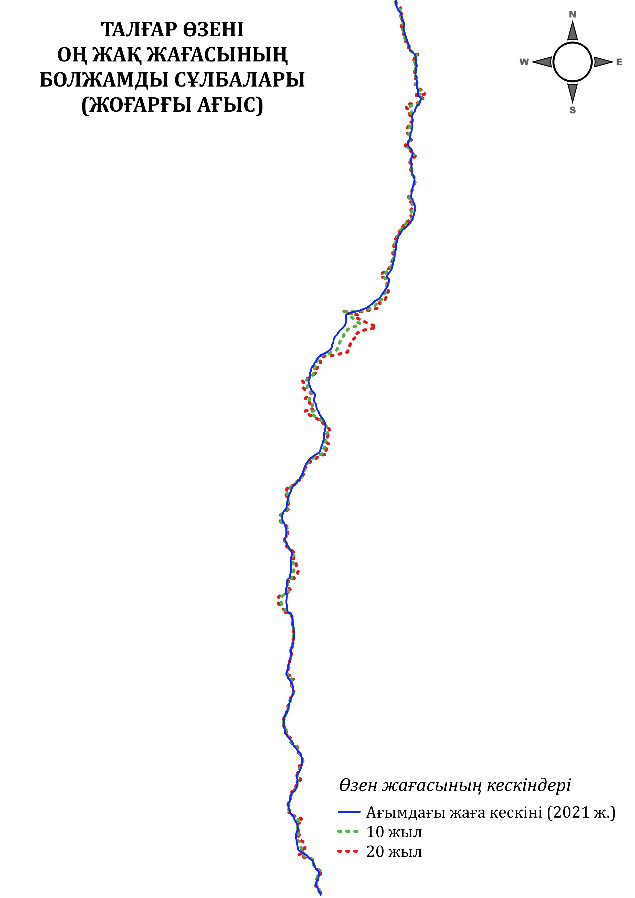 ТАЛҒАР ӨЗЕНІ
ОҢ ЖАҚ ЖАҒАСЫНЫҢ
БОЛЖАМДЫ СҰЛБАЛАРЫ
(ЖОҒАРҒЫ АҒЫС)
N
W E
S
Өзен жағасының кескіндері
Ағымдағы жаға кескіні (2021 ж.)
10 жыл
20 жыл